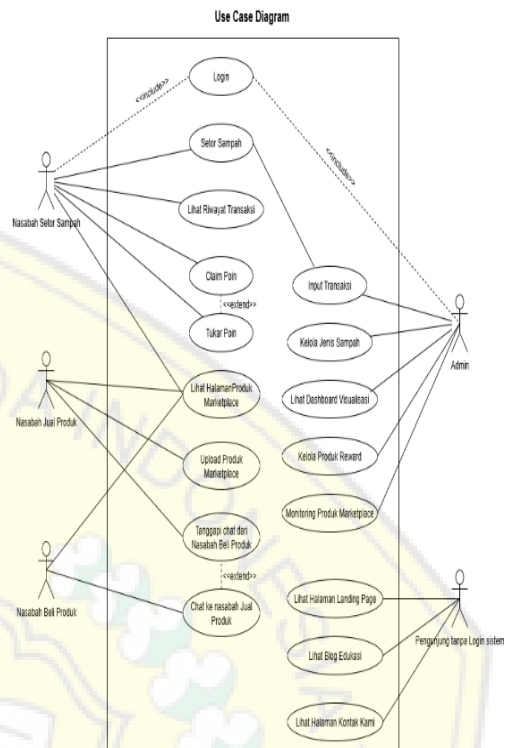 Use Case Diagram
Login
<<include>>
<<include>>
Setor Sampah
Nasabah Setor Sampah
Lihat Riwayat Transaksi
Claim Poin
<<extend>>
Tukar Poin
Input Transaksi
Kelola Jenis Sampah
Admin
Lihat Dashboard Visualisasi
Kelola Produk Reward
Monitoring Produk Marketplace
Nasabah Jual Produk
Lihat HalamanProduk
Marketplace
Upload Produk
Marketplace
Tanggapi chat dari
Nasabah Beli Produk
<<extend>>
Chat ke nasabah Jual
Produk
Nasabah Beli Produk
Lihat Halaman Landing Page
Pengunjung tanpa Login sistem
Lihat Blog Edukasi
Lihat Halaman Kontak Kami